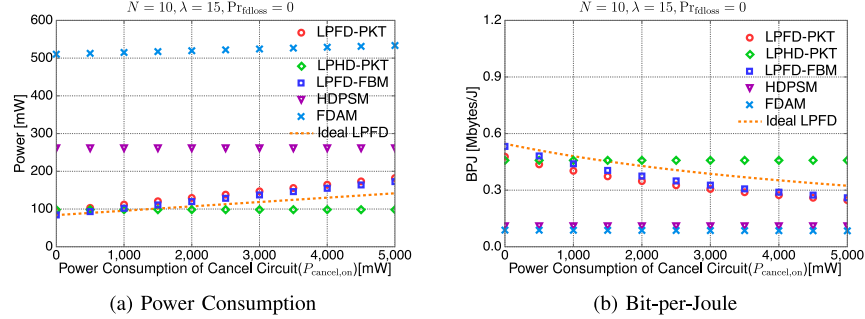 N = 10, λ = 15, Pr_fdloss = 0
600
500
400
300
200
100
0
Power [mW]
LPFD-PKT
LPHD-PKT
LPFD-FBM
HDPSM
FDAM
Ideal LPFD
0
1,000
2,000
3,000
4,000
5,000
Power Consumption of Cancel Circuit(P_cancel,on)[mW]
(a) Power Consumption
N = 10, λ = 15, Pr_fdloss = 0
1.2
0.9
0.6
0.3
0.0
BPJ [Mbytes/J]
LPFD-PKT
LPHD-PKT
LPFD-FBM
HDPSM
FDAM
Ideal LPFD
0
1,000
2,000
3,000
4,000
5,000
Power Consumption of Cancel Circuit(P_cancel,on)[mW]
(b) Bit-per-Joule